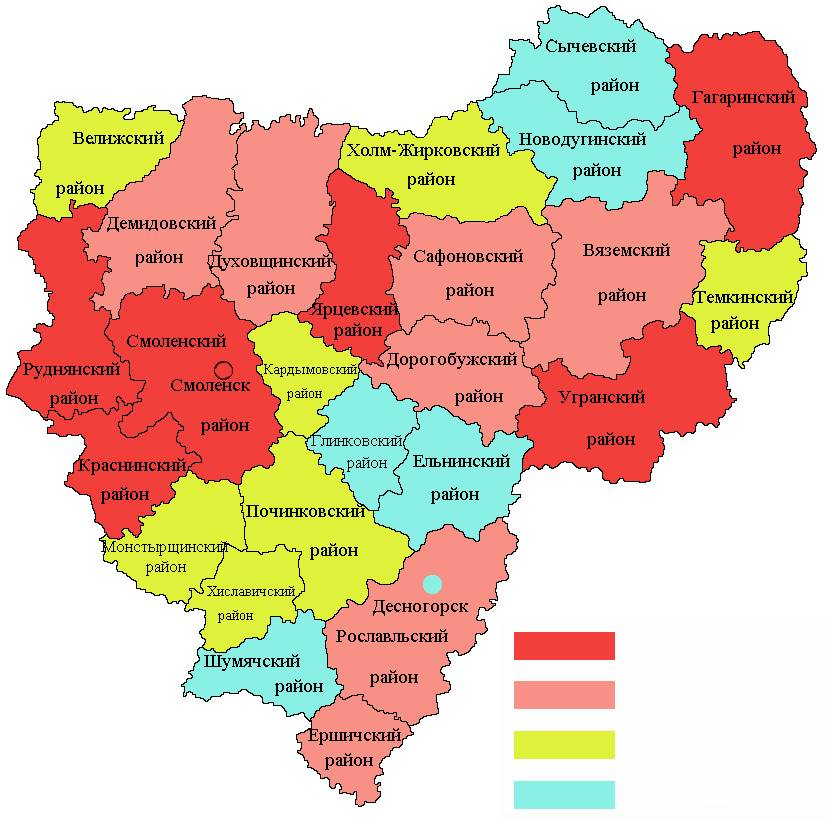 Сычевский
район
Гагаринский
район
Новодугинский
район
Велижский
район
Холм-Жирковский
район
Демидовский
район
Духовщинский
район
Сафоновский
район
Вяземский
район
Темкинский
район
Ярцевский
район
Смоленский
Смоленск
район
Руднянский
район
Кардымовский
район
Дорогобужский
район
Угранский
район
Глинковский
район
Ельнинский
район
Краснинский
район
Починковский
район
Монстырщинский
район
Хиславичский
район
Десногорск
Рославльский
район
Шумячский
район
Ершичский
район